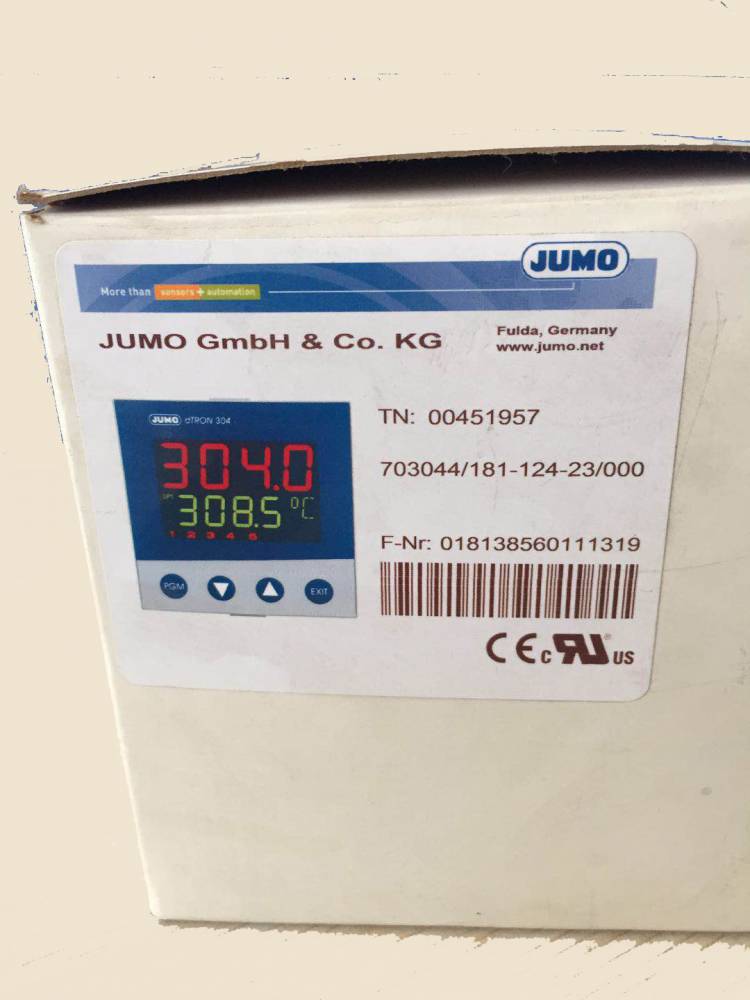 JUMO
More than sensors + automation
JUMO GmbH & Co. KG
Fulda, Germany
www.jumo.net
JUMO dTRON 304
304.0
SP1
308.5 °C
1 2 3 4 5
PGM
EXIT
TN: 00451957
703044/181-124-23/000
F-Nr: 018138560111319
CE c RU US